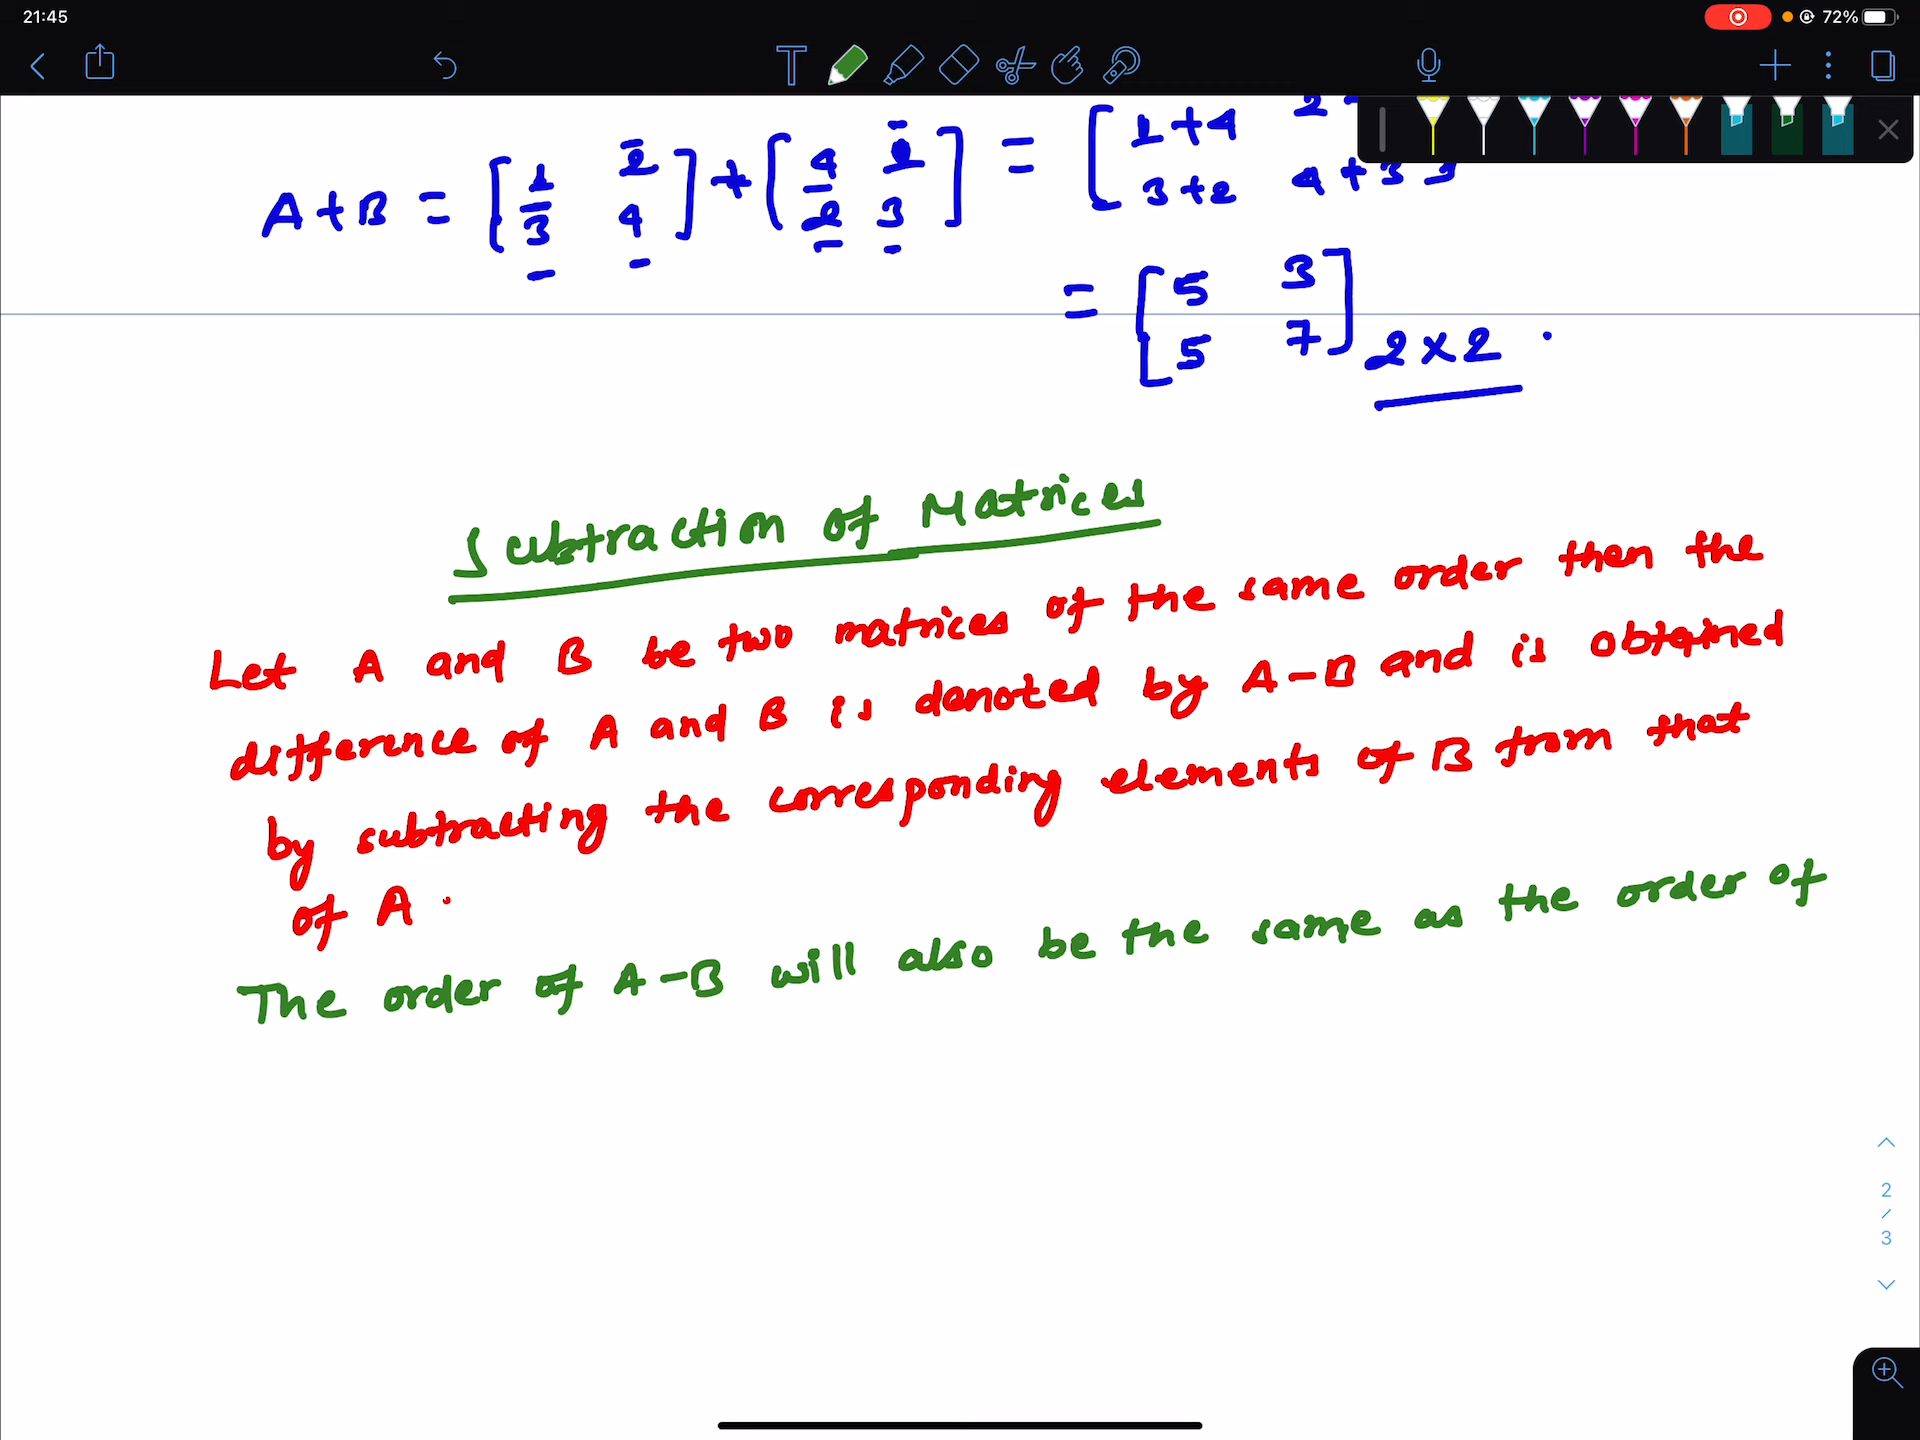 21:45
72%
A+B = [1 2 3 4] + [4 1 2 3] = [1+4 2 3+2 4+3]
= [5 3 5 7] 2×2 .
Subtraction of Matrices
Let A and B be two matrices of the same order then the
difference of A and B is denoted by A-B and is obtained
by subtracting the corresponding elements of B from that
of A .
The order of A-B will also be the same as the order of
2
/
3